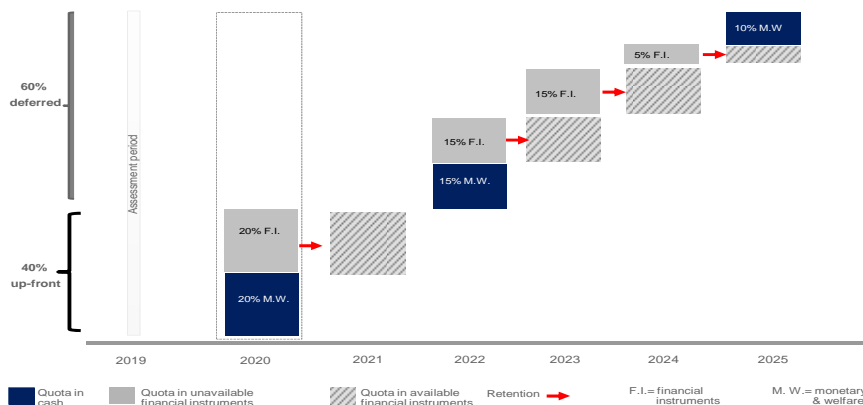 10% M.W
5% F.I.
60%
deferred
15% F.I.
15% F.I.
15% M.W.
Assessment period
20% F.I.
40%
up-front
20% M.W.
2019 2020 2021 2022 2023 2024 2025
Quota in cash
Quota in unavailable financial instruments
Quota in available financial instruments
Retention
F.I.= financial instruments
M. W.= monetary & welfare